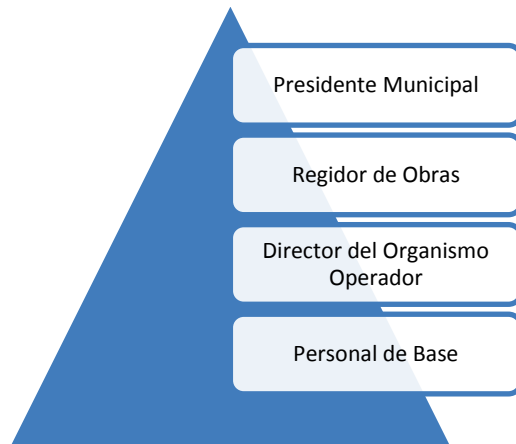 Presidente Municipal
Regidor de Obras
Director del Organismo
Operador
Personal de Base